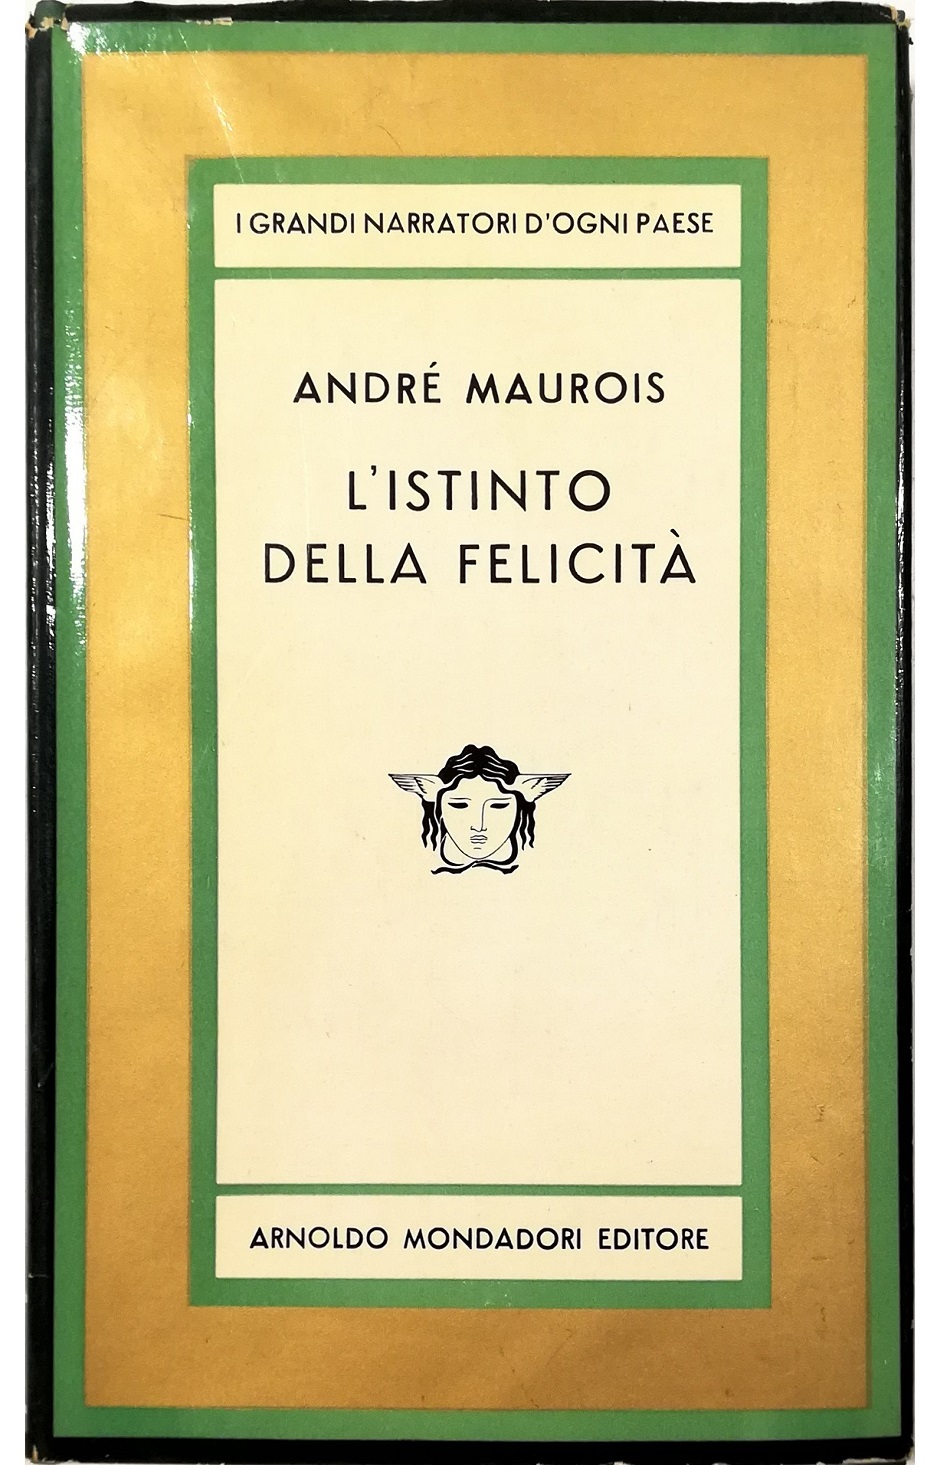 I GRANDI NARRATORI D'OGNI PAESE
ANDRÉ MAUROIS
L'ISTINTO
DELLA FELICITÀ
ARNOLDO MONDADORI EDITORE